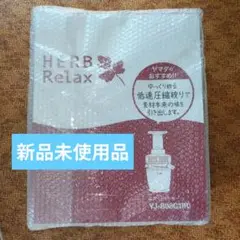 HERB
Relax
ヤマダの
おすすめ!!
ゆっくり搾る
低速圧縮搾りで
素材本来の味を
引き出します。
新品未使用品